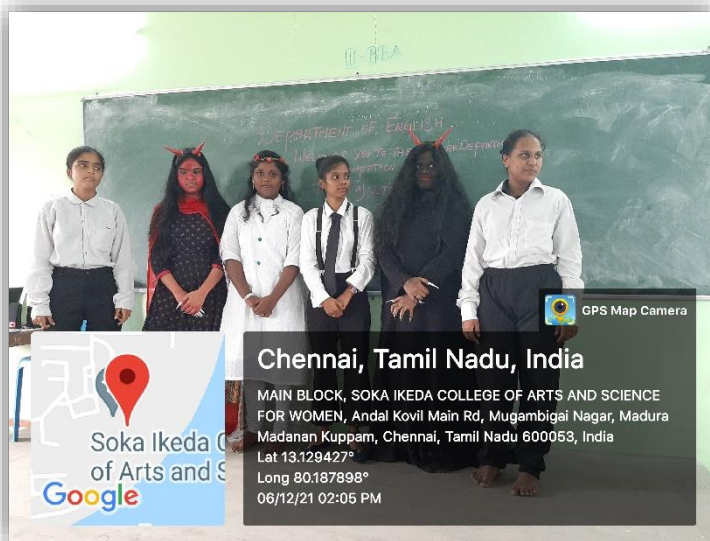 II-BBA
DEPARTMENT OF ENGLISH
GPS Map Camera
Chennai, Tamil Nadu, India
MAIN BLOCK, SOKA IKEDA COLLEGE OF ARTS AND SCIENCE
FOR WOMEN, Andal Kovil Main Rd, Mugambigai Nagar, Madura
Madanan Kuppam, Chennai, Tamil Nadu 600053, India
Lat 13.129427°
Long 80.187898°
06/12/21 02:05 PM
Soka Ikeda
of Arts and S
Google